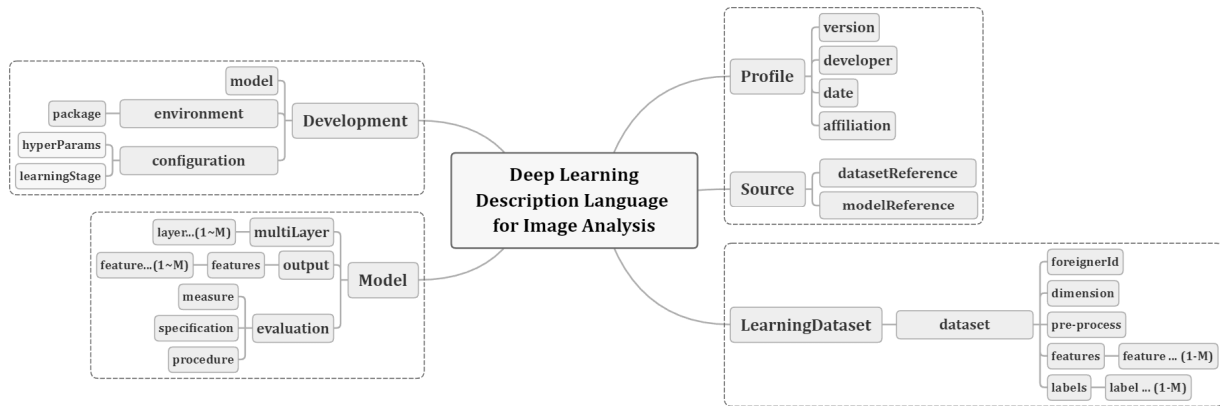 Deep Learning
Description Language
for Image Analysis
Development
model
environment
package
configuration
hyperParams
learningStage
Model
multiLayer
layer...(1~M)
output
features
feature...(1~M)
evaluation
measure
specification
procedure
Profile
version
developer
date
affiliation
Source
datasetReference
modelReference
LearningDataset
dataset
foreignerId
dimension
pre-process
features
feature ... (1-M)
labels
label ... (1-M)